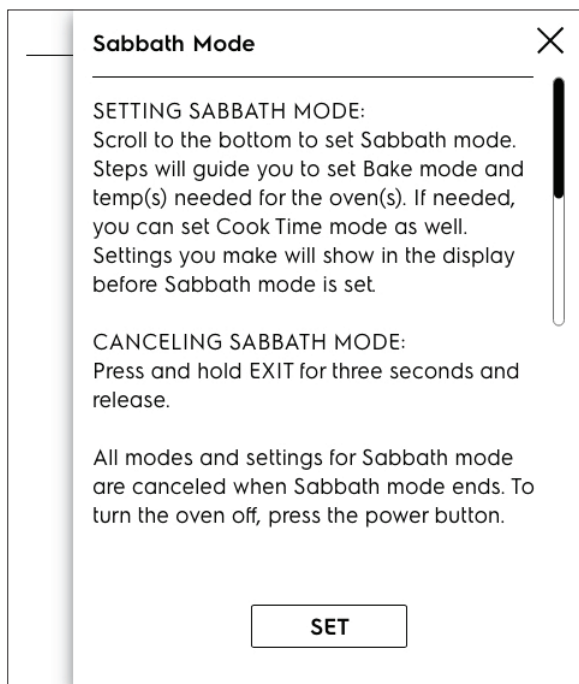 Sabbath Mode
SETTING SABBATH MODE:
Scroll to the bottom to set Sabbath mode.
Steps will guide you to set Bake mode and
temp(s) needed for the oven(s). If needed,
you can set Cook Time mode as well.
Settings you make will show in the display
before Sabbath mode is set.
CANCELING SABBATH MODE:
Press and hold EXIT for three seconds and
release.
All modes and settings for Sabbath mode
are canceled when Sabbath mode ends. To
turn the oven off, press the power button.
SET